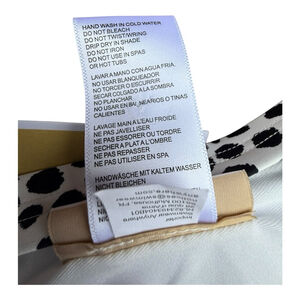 HAND WASH IN COLD WATER
DO NOT BLEACH
DO NOT TWIST/WRING
DRIP DRY IN SHADE
DO NOT IRON
DO NOT USE IN SPAS
OR HOT TUBS
LAVAR A MANO CON AGUA FRIA
NO USAR BLANQUEADOR
NO TORCER O ESCURRIR
SECAR COLGADO A LA SOMBRA
NO PLANCHAR
NO USAR EN BALNEARIOS O TINAS
CALIENTES
LAVAGE MAIN A L'EAU FROIDE
NE PAS JAVELLISER
NE PAS ESSORER OU TORDRE
SECHER A PLAT A L'OMBRE
NE PAS REPASSER
NE PAS UTILISER EN SPA
HANDWÄSCHE MIT KALTEM WASSER
NICHT BLEICHEN
Importer
Swimwear Anywhere